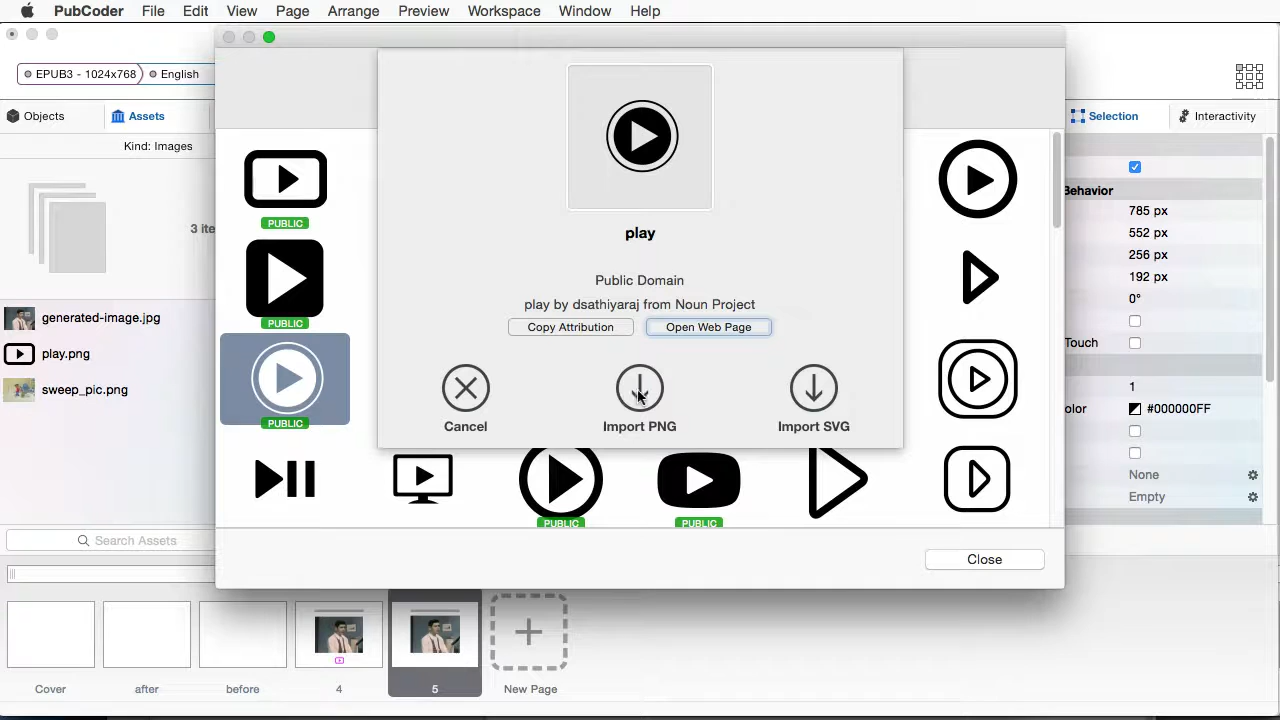 PubCoder File Edit View Page Arrange Preview Workspace Window Help
EPUB3 - 1024x768 English
Objects Assets
Kind: Images
3 ite
generated-image.jpg
play.png
sweep_pic.png
Search Assets
PUBLIC
PUBLIC
PUBLIC
play
Public Domain
play by dsathiyaraj from Noun Project
Copy Attribution Open Web Page
Cancel Import PNG Import SVG
PUBLIC PUBLIC
Close
Selection Interactivity
Behavior
785 px
552 px
256 px
192 px
0°
Touch
1
olor #000000FF
None
Empty
Cover after before 4 5 New Page